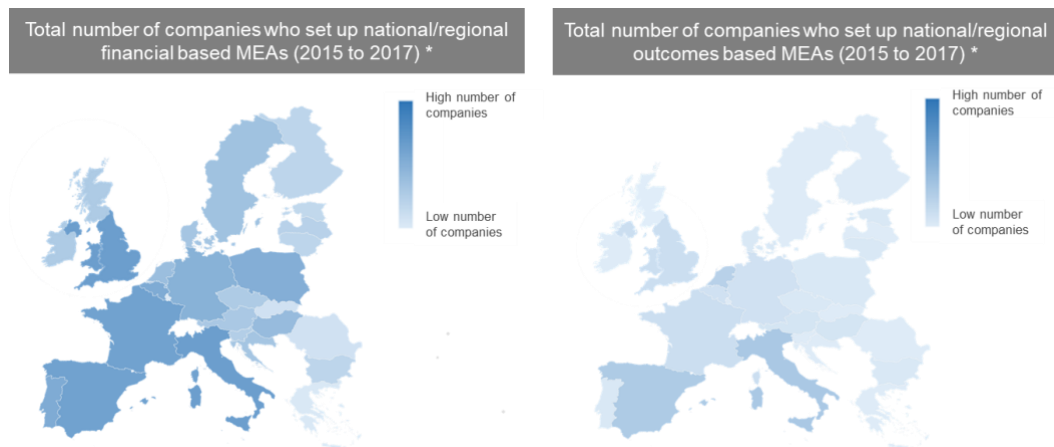 Total number of companies who set up national/regional
financial based MEAs (2015 to 2017) *
High number of
companies
Low number
of companies
Total number of companies who set up national/regional
outcomes based MEAs (2015 to 2017) *
High number of
companies
Low number
of companies